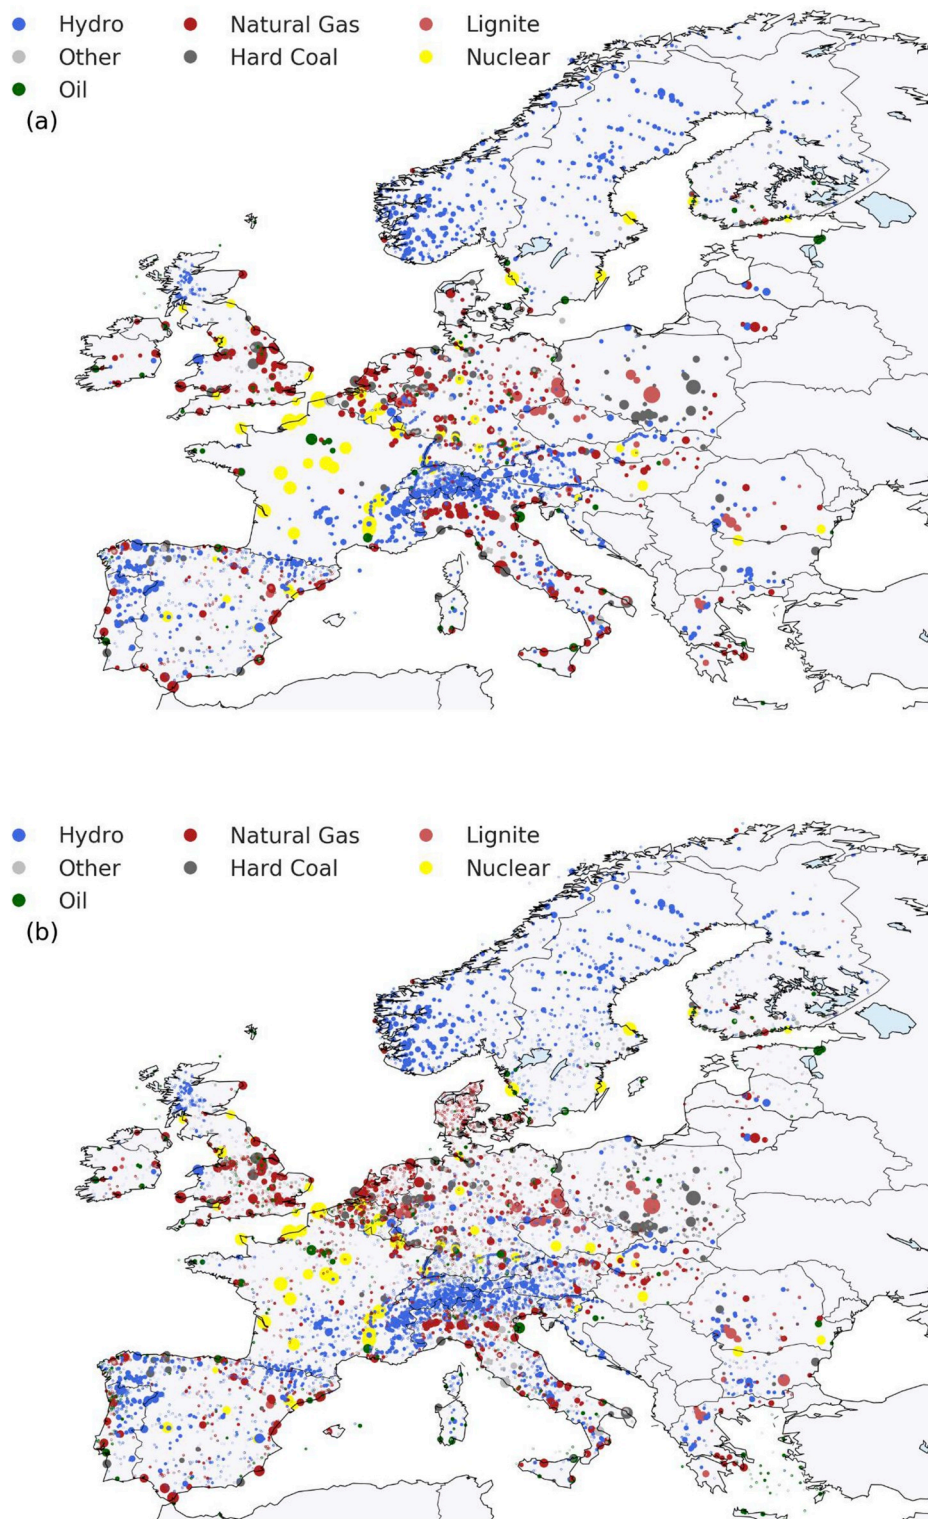 Hydro Natural Gas Lignite
Other Hard Coal Nuclear
Oil
(a)
Hydro Natural Gas Lignite
Other Hard Coal Nuclear
Oil
(b)